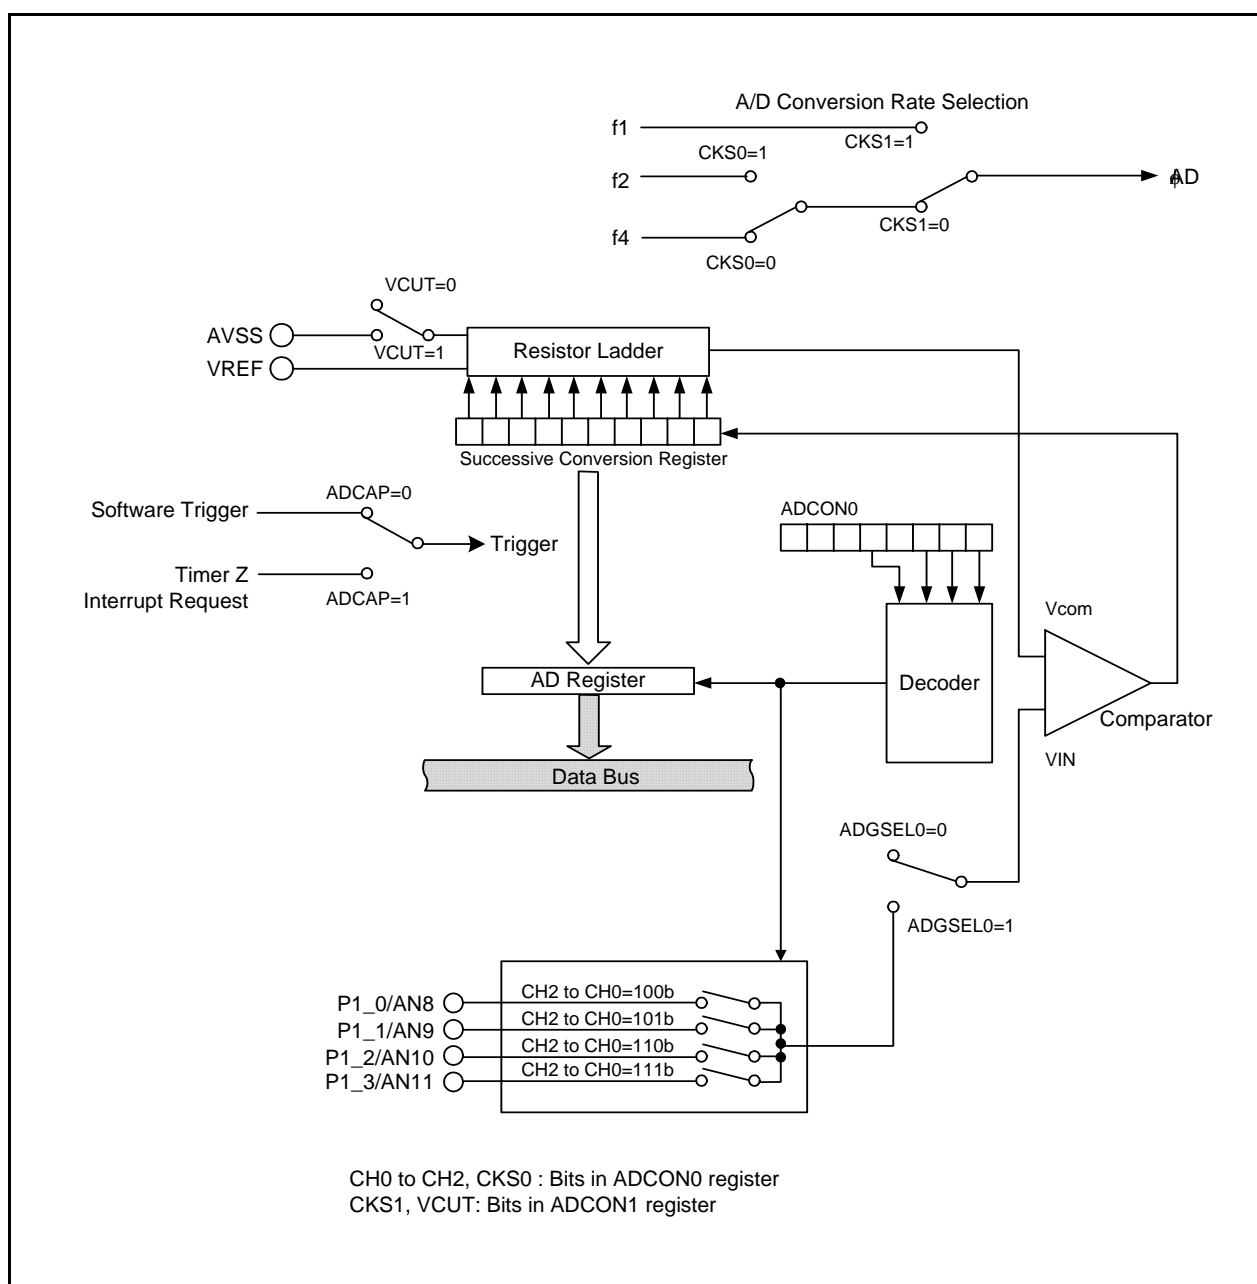 A/D Conversion Rate Selection
f1
CKS1=1
CKS0=1
f2
ϕAD
CKS1=0
f4
CKS0=0
VCUT=0
AVSS
VCUT=1
Resistor Ladder
VREF
Successive Conversion Register
ADCAP=0
Software Trigger
Trigger
Timer Z
Interrupt Request
ADCAP=1
ADCON0
Vcom
AD Register
Decoder
Comparator
VIN
Data Bus
ADGSEL0=0
ADGSEL0=1
P1_0/AN8
CH2 to CH0=100b
P1_1/AN9
CH2 to CH0=101b
P1_2/AN10
CH2 to CH0=110b
P1_3/AN11
CH2 to CH0=111b
CH0 to CH2, CKS0 : Bits in ADCON0 register
CKS1, VCUT: Bits in ADCON1 register